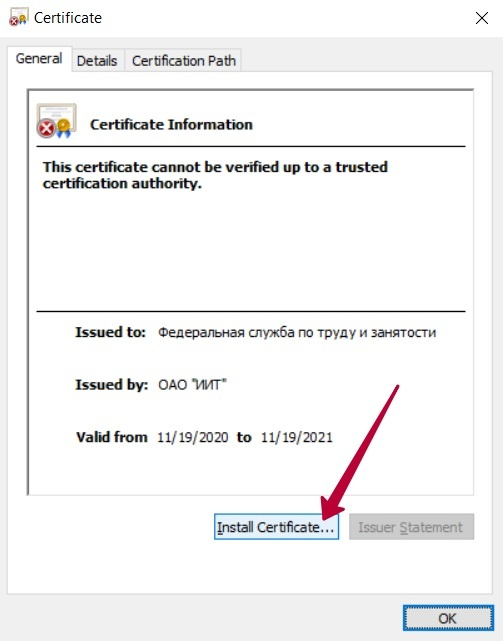 Certificate
General Details Certification Path
Certificate Information
This certificate cannot be verified up to a trusted
certification authority.
Issued to: Федеральная служба по труду и занятости
Issued by: ОАО "ИИТ"
Valid from 11/19/2020 to 11/19/2021
Install Certificate... Issuer Statement
OK